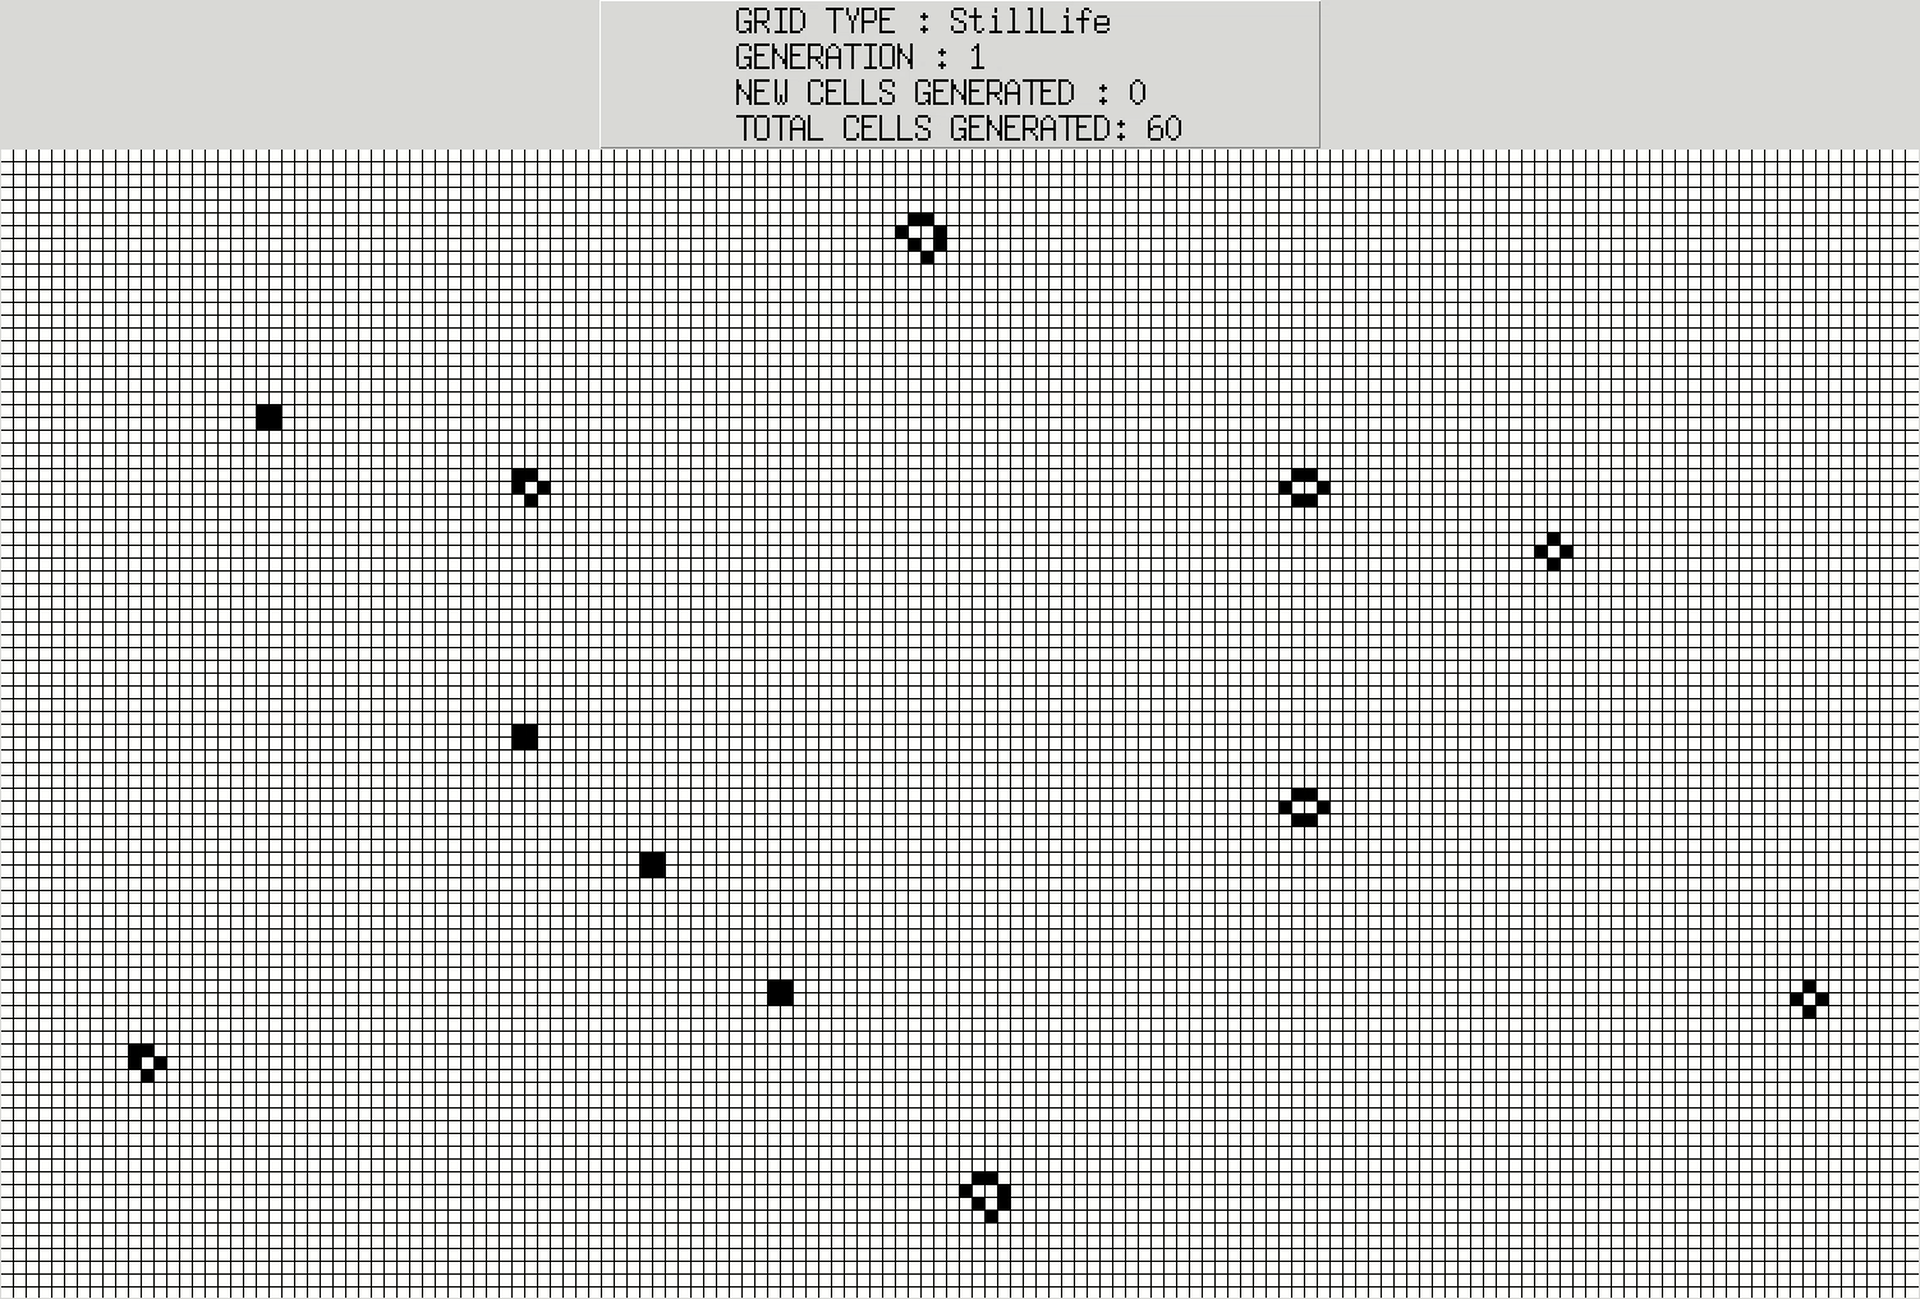 GRID TYPE : StillLife
GENERATION : 1
NEW CELLS GENERATED : 0
TOTAL CELLS GENERATED: 60